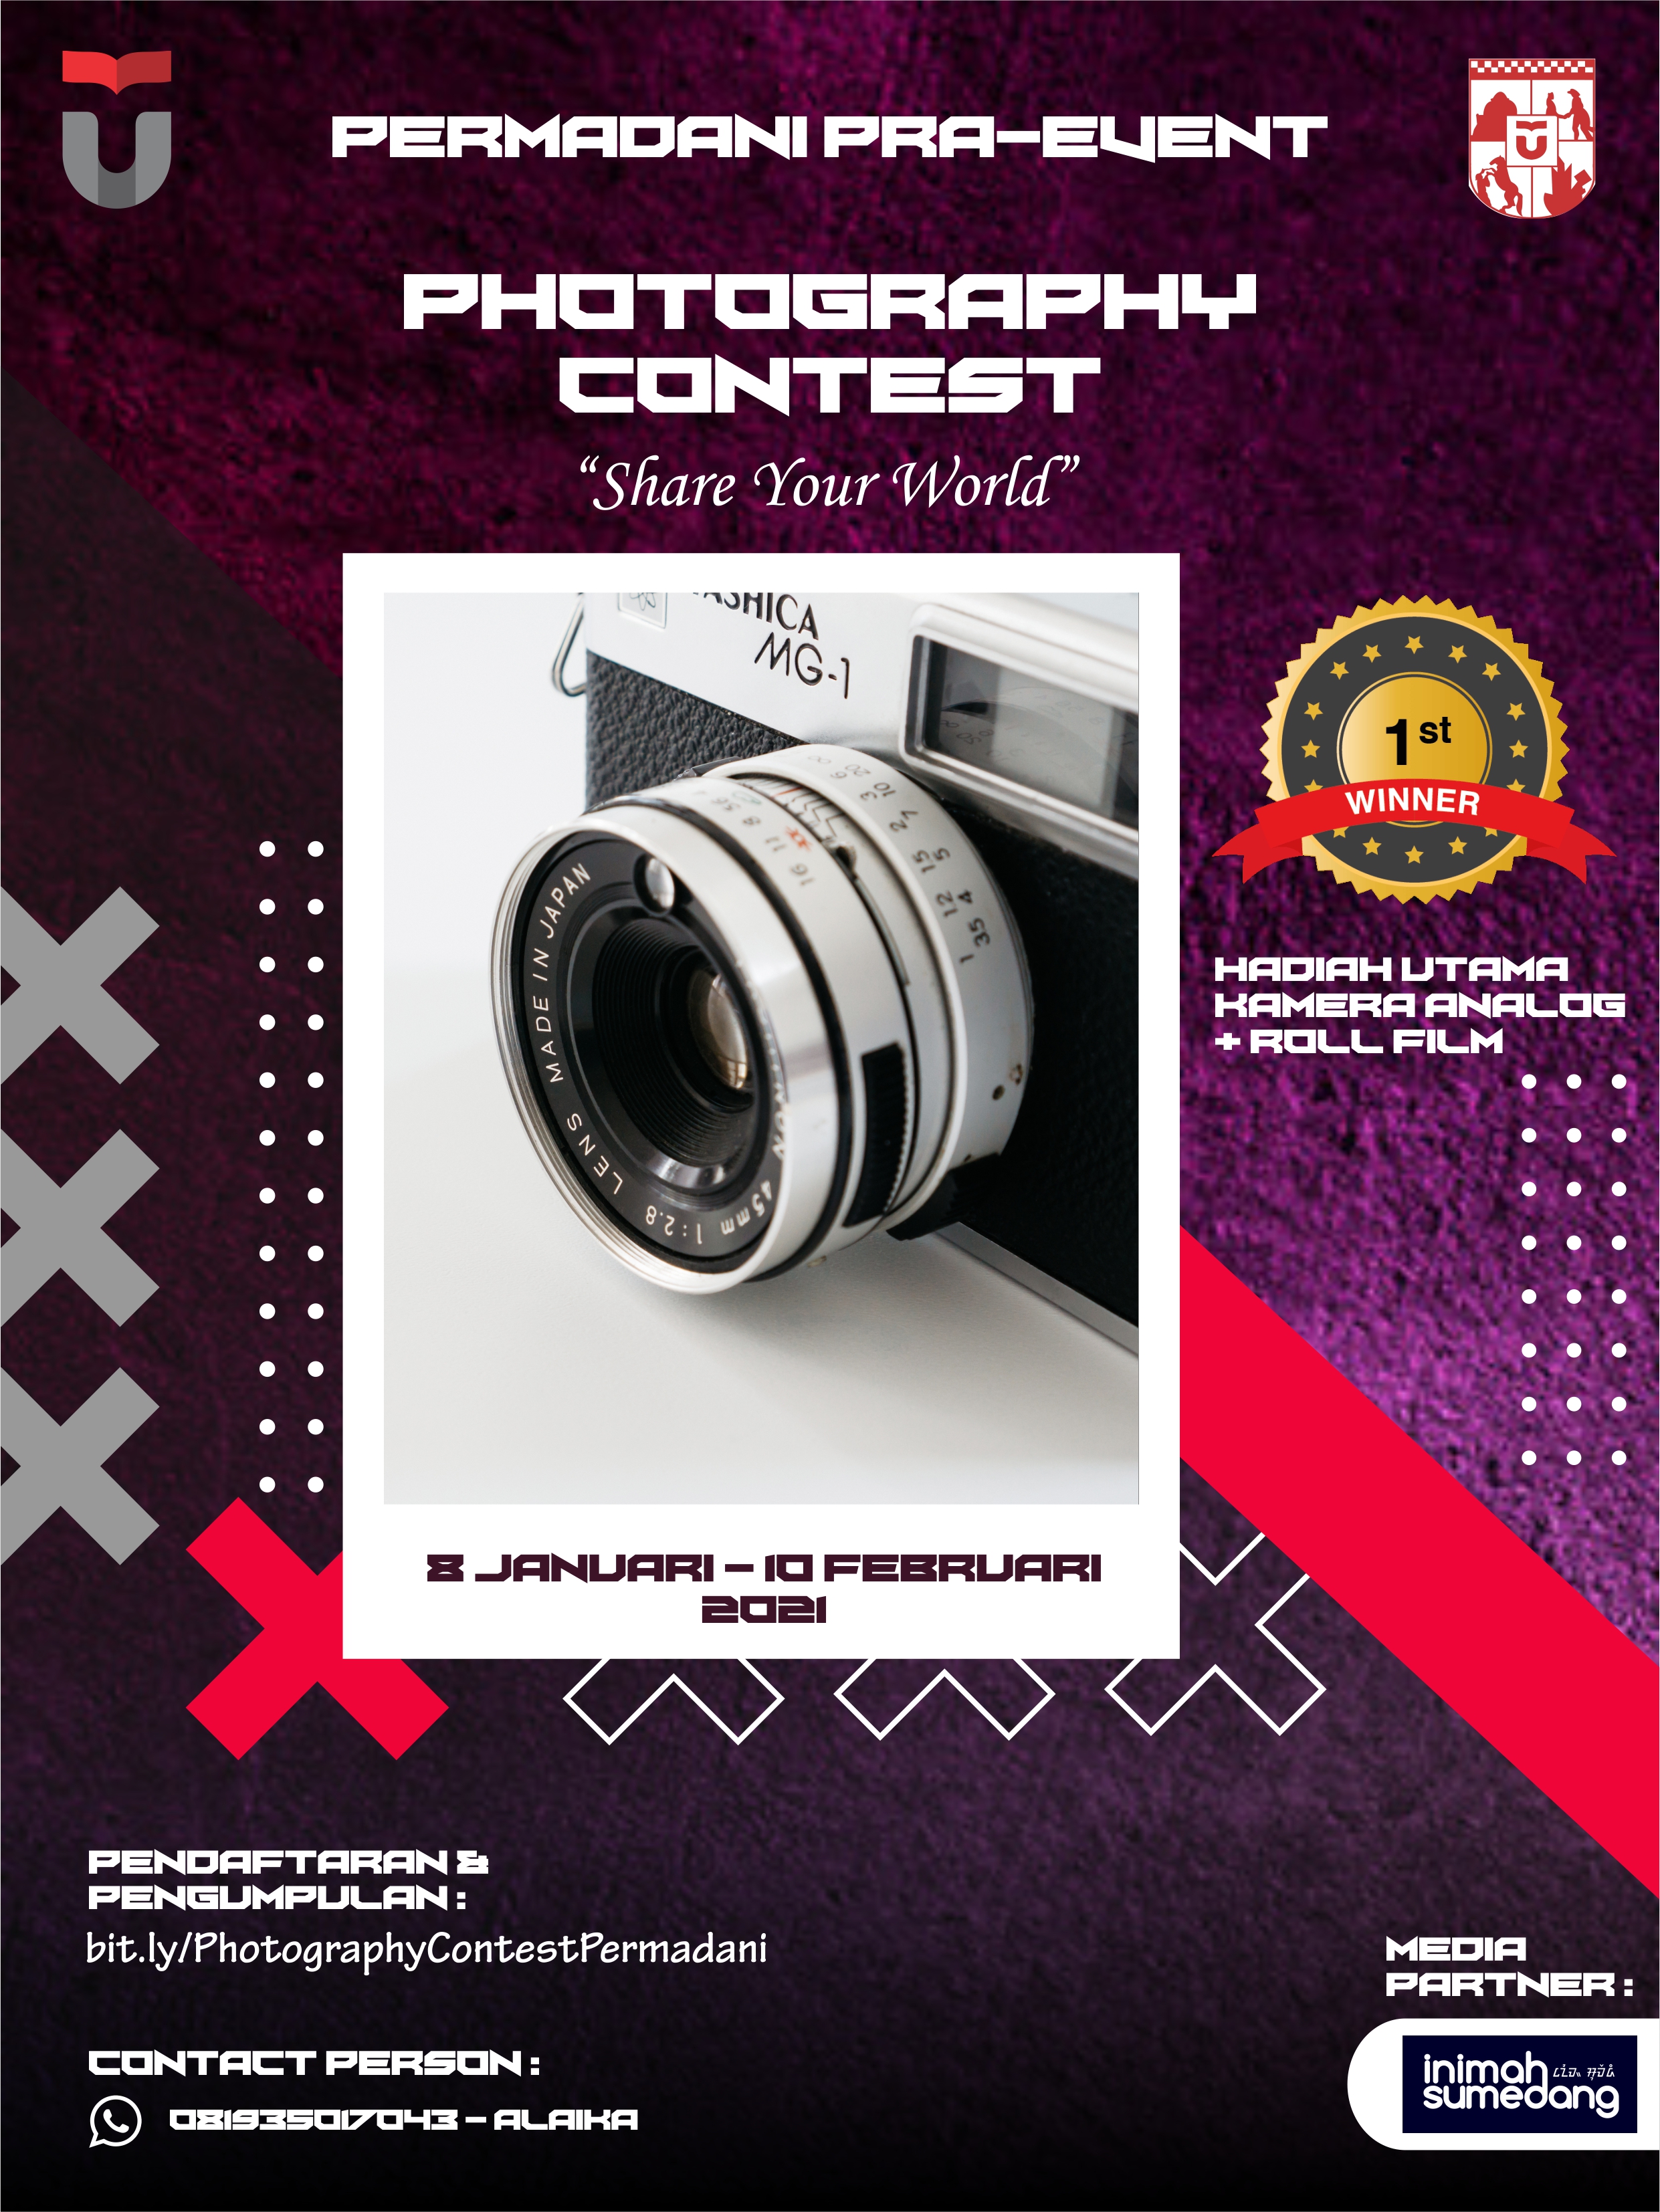 PERMADANI PRA-EVENT
PHOTOGRAPHY
CONTEST
“Share Your World”
YASHICA
MG-1
LENS MADE IN JAPAN
45mm 1:2.8
1st
WINNER
HADIAH UTAMA
KAMERA ANALOG
+ ROLL FILM
8 JANUARI - 10 FEBRUARI
2021
PENDAFTARAN &
PENGUMPULAN :
bit.ly/PhotographyContestPermadani
CONTACT PERSON :
081935017043 - ALAIKA
MEDIA
PARTNER :
inimah
sumedang